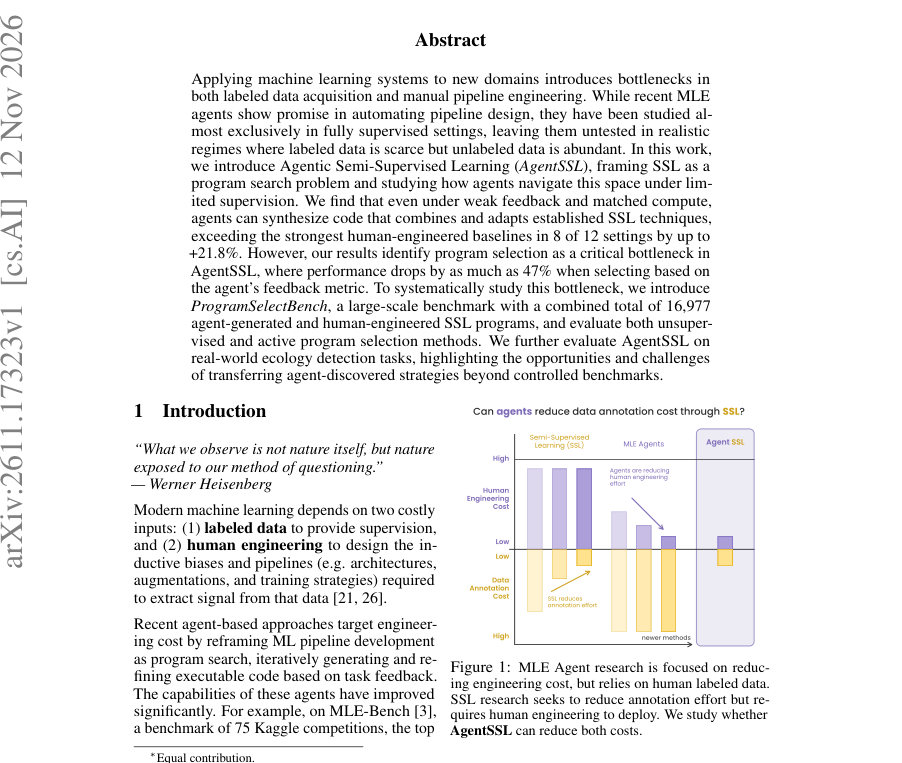 arXiv:2611.17323v1 [cs.AI] 12 Nov 2026
Abstract
Applying machine learning systems to new domains introduces bottlenecks in
both labeled data acquisition and manual pipeline engineering. While recent MLE
agents show promise in automating pipeline design, they have been studied al-
most exclusively in fully supervised settings, leaving them untested in realistic
regimes where labeled data is scarce but unlabeled data is abundant. In this work,
we introduce Agentic Semi-Supervised Learning (AgentSSL), framing SSL as a
program search problem and studying how agents navigate this space under lim-
ited supervision. We find that even under weak feedback and matched compute,
agents can synthesize code that combines and adapts established SSL techniques,
exceeding the strongest human-engineered baselines in 8 of 12 settings by up to
+21.8%. However, our results identify program selection as a critical bottleneck in
AgentSSL, where performance drops by as much as 47% when selecting based on
the agent's feedback metric. To systematically study this bottleneck, we introduce
ProgramSelectBench, a large-scale benchmark with a combined total of 16,977
agent-generated and human-engineered SSL programs, and evaluate both unsuper-
vised and active program selection methods. We further evaluate AgentSSL on
real-world ecology detection tasks, highlighting the opportunities and challenges
of transferring agent-discovered strategies beyond controlled benchmarks.
1 Introduction
“What we observe is not nature itself, but nature
exposed to our method of questioning.”
— Werner Heisenberg
Modern machine learning depends on two costly
inputs: (1) labeled data to provide supervision,
and (2) human engineering to design the in-
ductive biases and pipelines (e.g. architectures,
augmentations, and training strategies) required
to extract signal from that data [21, 26].
Recent agent-based approaches target engineer-
ing cost by reframing ML pipeline development
as program search, iteratively generating and re-
fining executable code based on task feedback.
The capabilities of these agents have improved
significantly. For example, on MLE-Bench [3],
a benchmark of 75 Kaggle competitions, the top
*Equal contribution.
Can agents reduce data annotation cost through SSL?
Semi-Supervised
Learning (SSL)
MLE Agents
Agent SSL
High
Human
Engineering
Cost
Low
Low
Data
Annotation
Cost
High
Agents are reducing
human engineering
effort
SSL reduces
annotation effort
newer methods
Figure 1: MLE Agent research is focused on reduc-
ing engineering cost, but relies on human labeled data.
SSL research seeks to reduce annotation effort but re-
quires human engineering to deploy. We study whether
AgentSSL can reduce both costs.